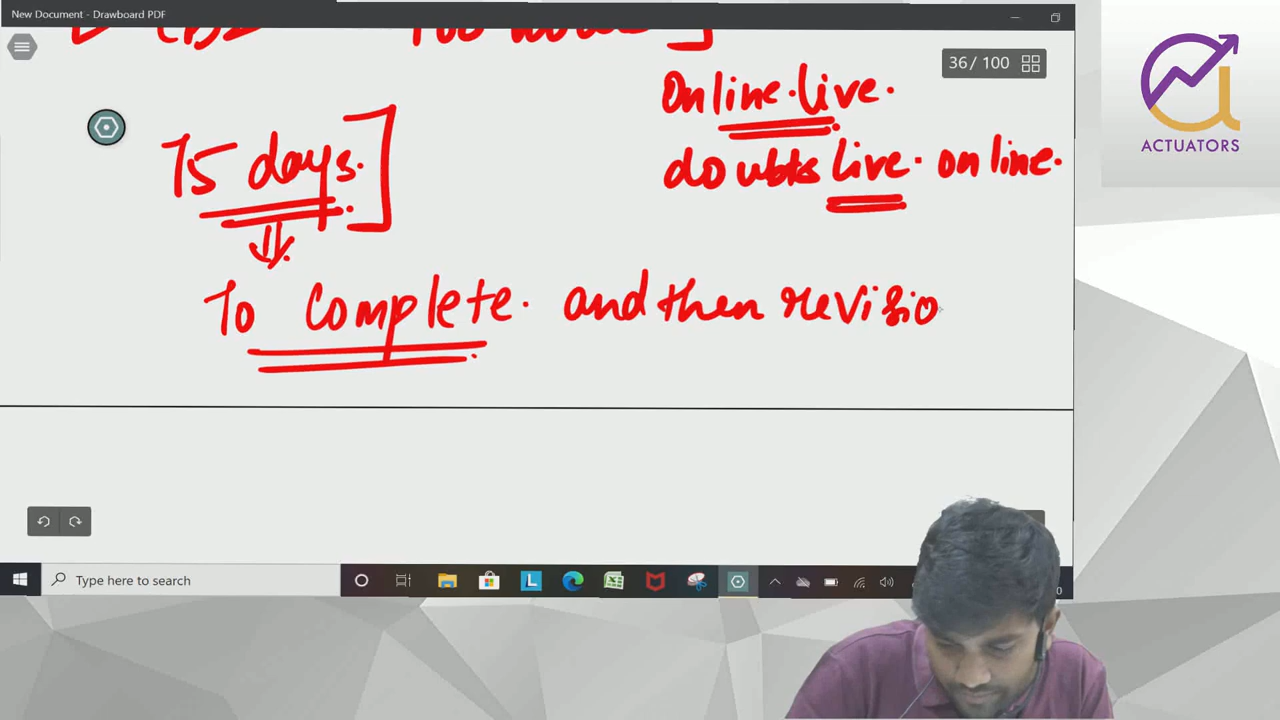 New Document - Drawboard PDF
36 / 100
Online live.
doubts live. online.
75 days.
To complete. and then revisio
ACTUATORS
Type here to search